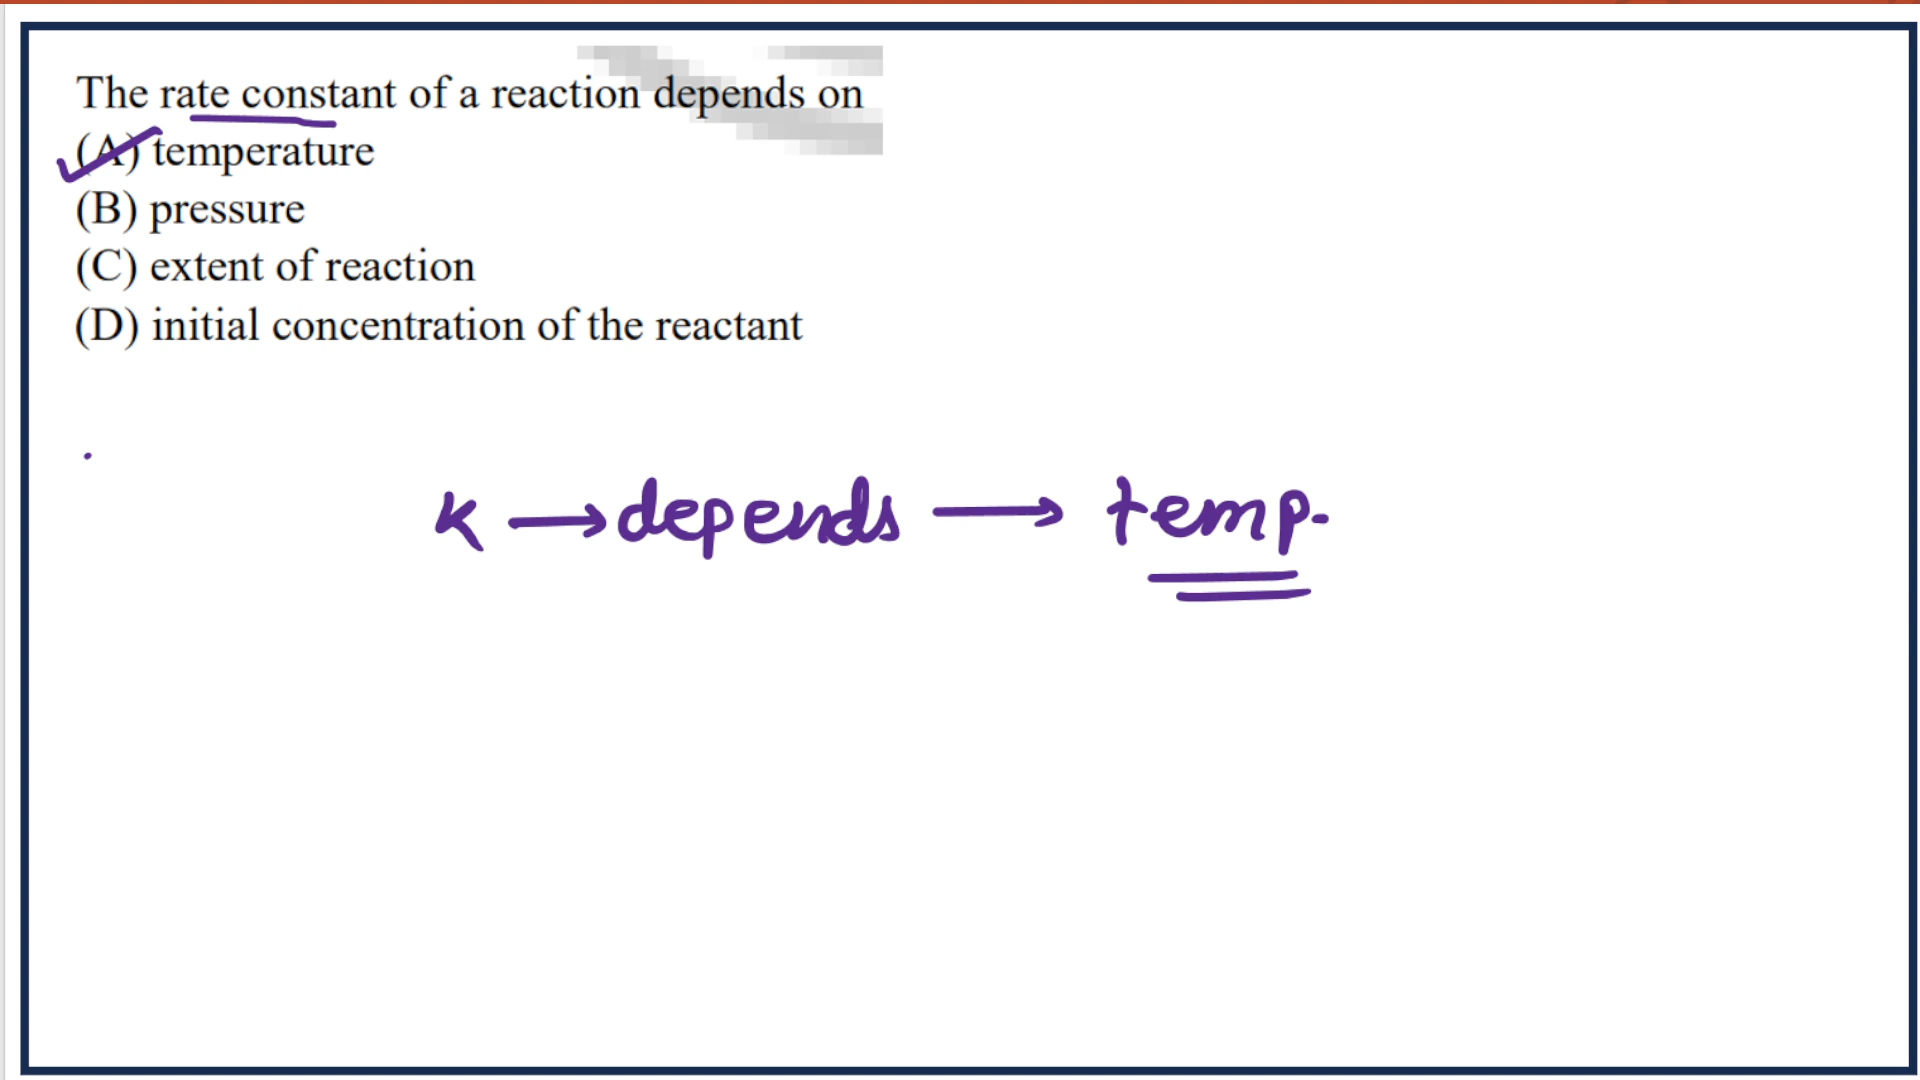 The rate constant of a reaction depends on
(A) temperature
(B) pressure
(C) extent of reaction
(D) initial concentration of the reactant
K → depends → temp.